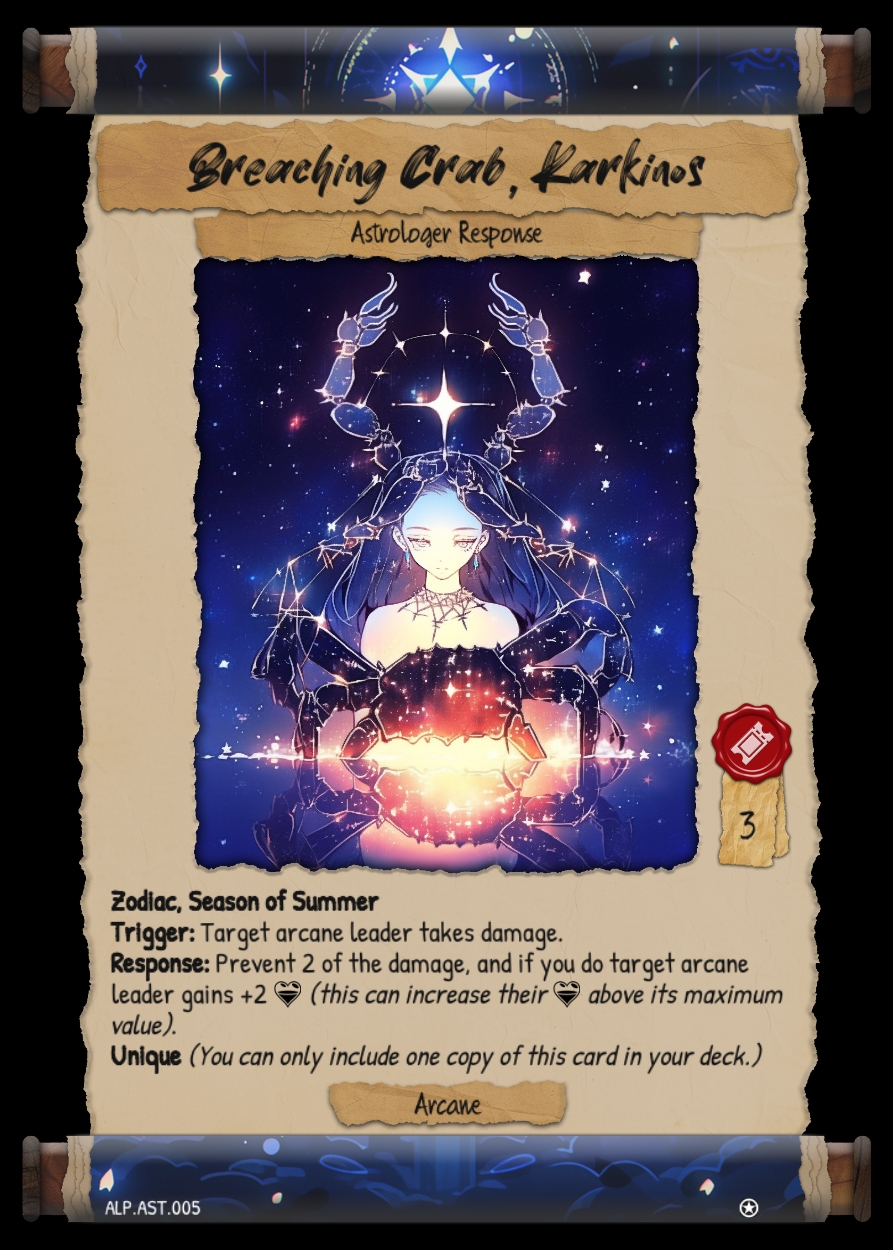 Breaching Crab, Karkinos
Astrologer Response
3
Zodiac, Season of Summer
Trigger: Target arcane leader takes damage.
Response: Prevent 2 of the damage, and if you do target arcane
leader gains +2 (this can increase their above its maximum
value).
Unique (You can only include one copy of this card in your deck.)
Arcane
ALP.AST.005